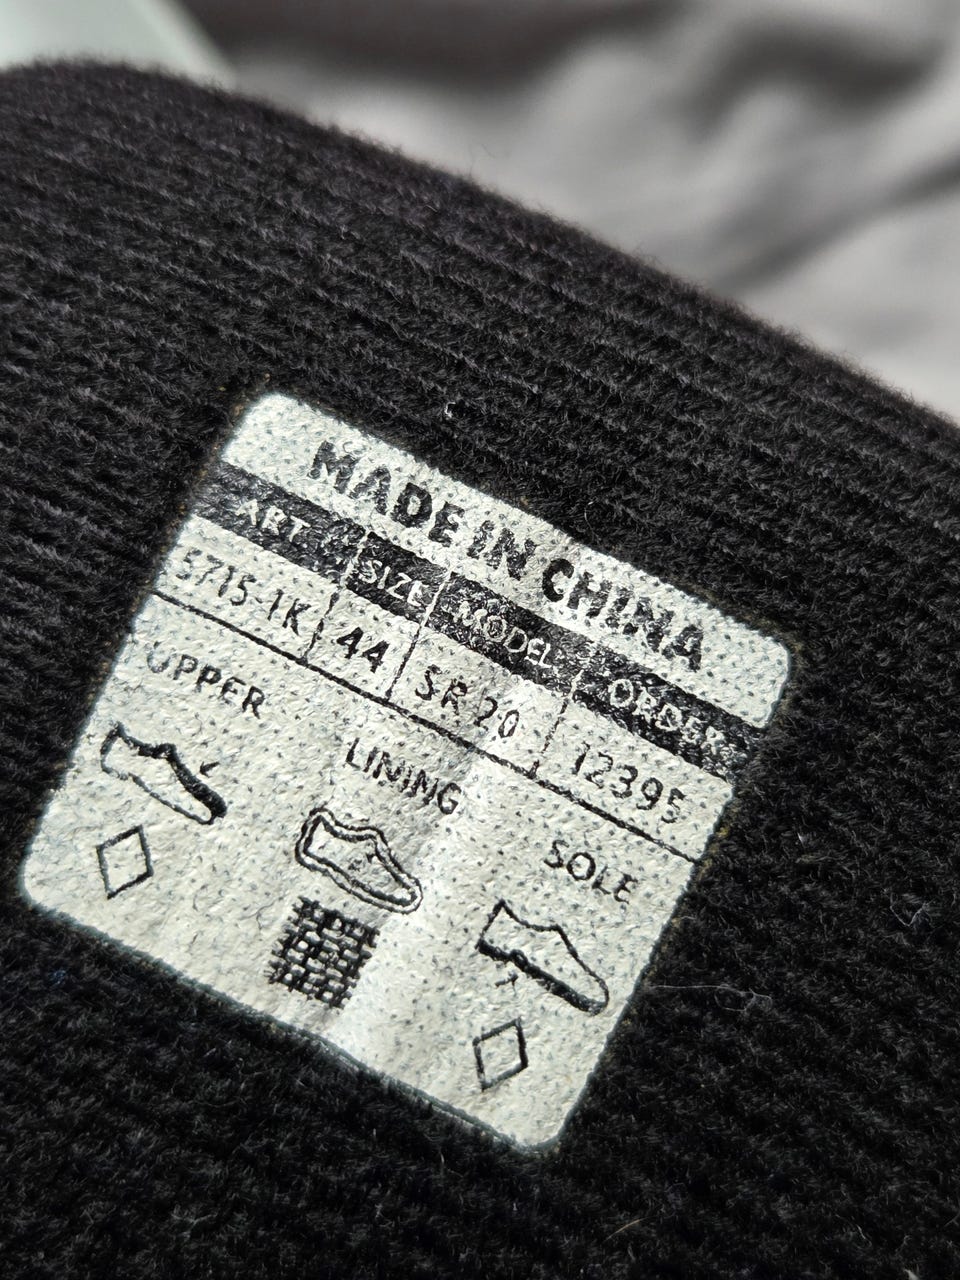 MADE IN CHINA
ART SIZE MODEL ORDER
5715-1K 44 SR 20 12395
UPPER LINING SOLE